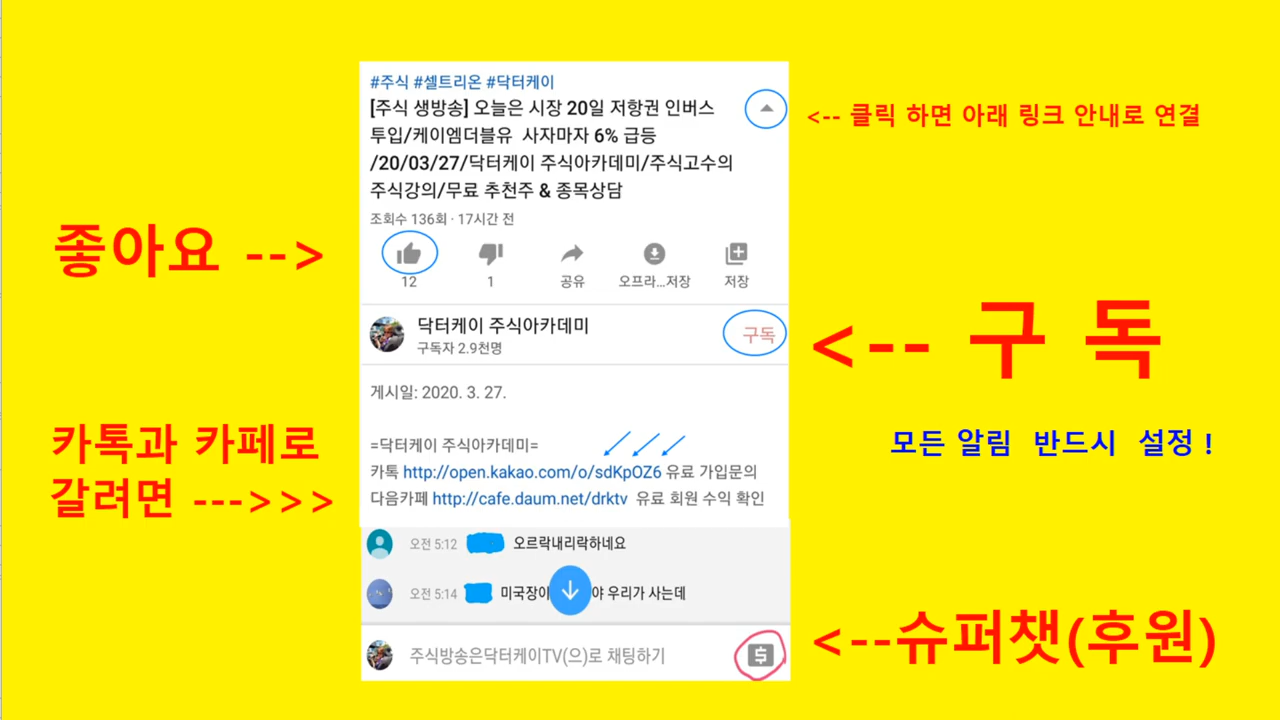 #주식 #셀트리온 #닥터케이
[주식 생방송] 오늘은 시장 20일 저항권 인버스
투입/케이엠더블유 사자마자 6% 급등
/20/03/27/닥터케이 주식아카데미/주식고수의
주식강의/무료 추천주 & 종목상담
조회수 136회 · 17시간 전
<-- 클릭 하면 아래 링크 안내로 연결
좋아요 -->
12
1
공유
오프라...저장
저장
닥터케이 주식아카데미
구독자 2.9천명
구독
<-- 구 독
게시일: 2020. 3. 27.
모든 알림 반드시 설정 !
카톡과 카페로
갈려면 --->>>
=닥터케이 주식아카데미=
카톡 http://open.kakao.com/o/sdKpOZ6 유료 가입문의
다음카페 http://cafe.daum.net/drktv 유료 회원 수익 확인
오전 5:12 오르락내리락하네요
오전 5:14 미국장이 야 우리가 사는데
주식방송은닥터케이TV(으)로 채팅하기
<--슈퍼챗(후원)